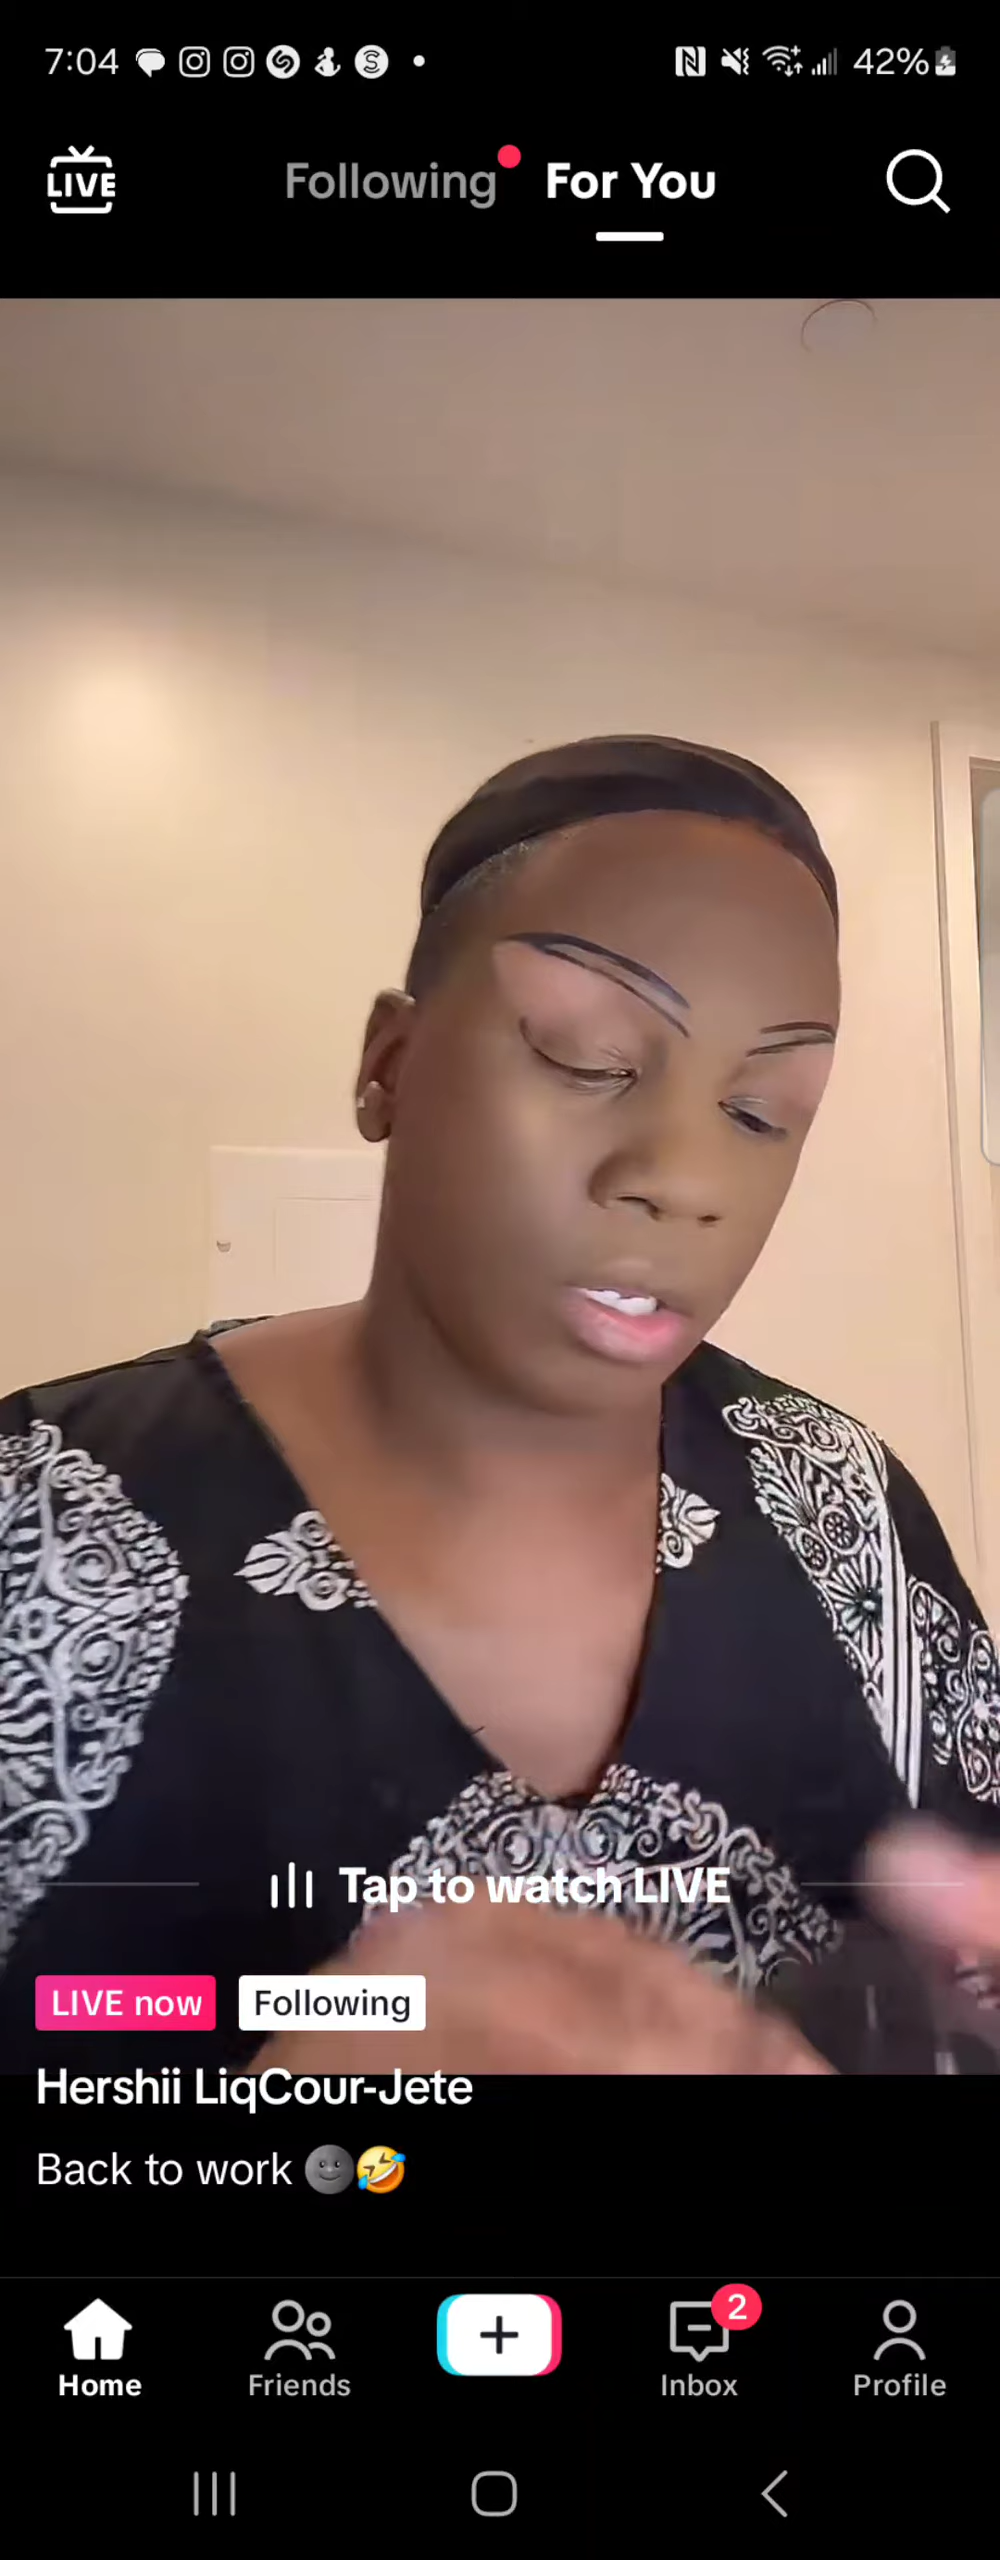 7:04
42%
LIVE
Following
For You
Tap to watch LIVE
LIVE now
Following
Hershii LiqCour-Jete
Back to work 🌚🤣
2
Home
Friends
Inbox
Profile